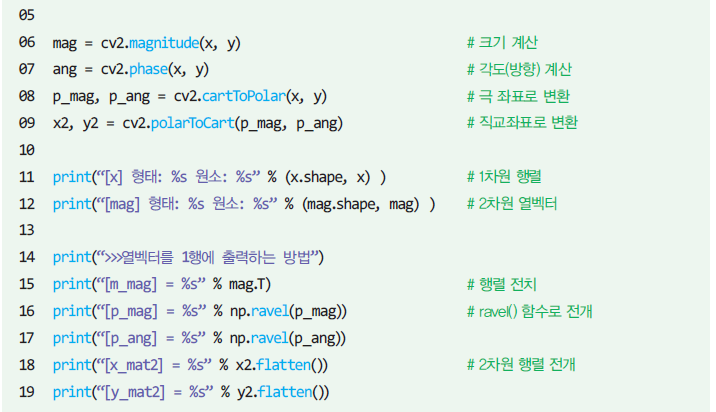 05
06 mag = cv2.magnitude(x, y) # 크기 계산
07 ang = cv2.phase(x, y) # 각도(방향) 계산
08 p_mag, p_ang = cv2.cartToPolar(x, y) # 극 좌표로 변환
09 x2, y2 = cv2.polarToCart(p_mag, p_ang) # 직교좌표로 변환
10
11 print(“[x] 형태: %s 원소: %s” % (x.shape, x) ) # 1차원 행렬
12 print(“[mag] 형태: %s 원소: %s” % (mag.shape, mag) ) # 2차원 열벡터
13
14 print(“>>>열벡터를 1행에 출력하는 방법”)
15 print(“[m_mag] = %s” % mag.T) # 행렬 전치
16 print(“[p_mag] = %s” % np.ravel(p_mag)) # ravel() 함수로 전개
17 print(“[p_ang] = %s” % np.ravel(p_ang))
18 print(“[x_mat2] = %s” % x2.flatten()) # 2차원 행렬 전개
19 print(“[y_mat2] = %s” % y2.flatten())